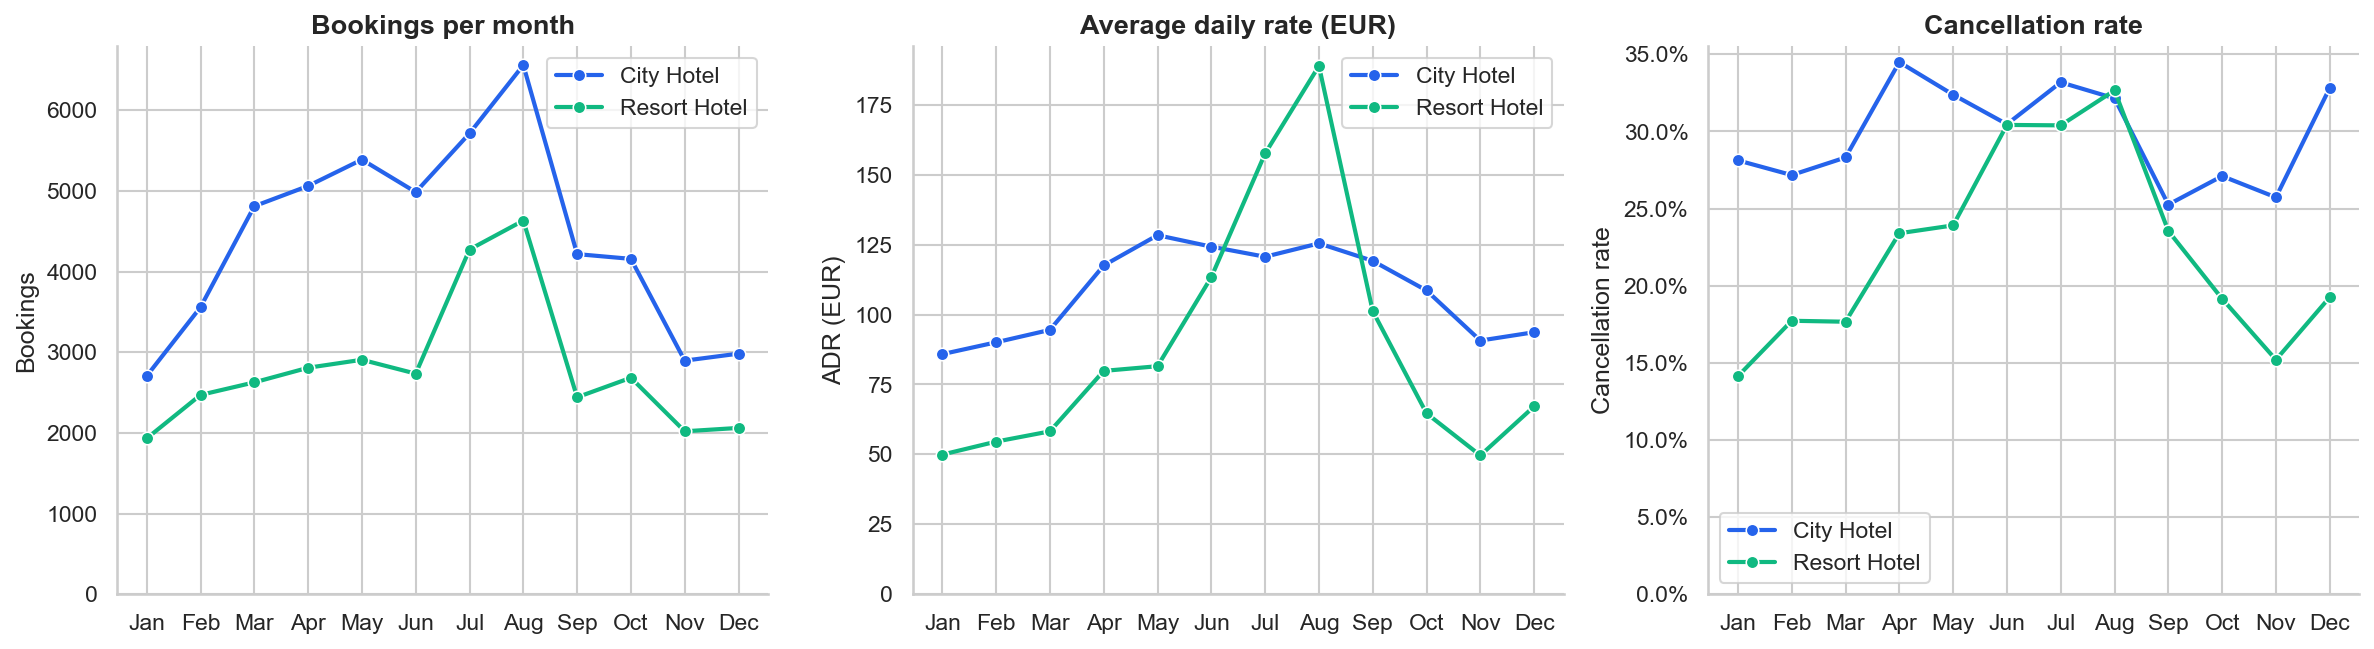 Bookings per month
Bookings
6000
5000
4000
3000
2000
1000
0
Jan Feb Mar Apr May Jun Jul Aug Sep Oct Nov Dec
City Hotel
Resort Hotel
Average daily rate (EUR)
ADR (EUR)
175
150
125
100
75
50
25
0
Jan Feb Mar Apr May Jun Jul Aug Sep Oct Nov Dec
City Hotel
Resort Hotel
Cancellation rate
Cancellation rate
35.0%
30.0%
25.0%
20.0%
15.0%
10.0%
5.0%
0.0%
Jan Feb Mar Apr May Jun Jul Aug Sep Oct Nov Dec
City Hotel
Resort Hotel